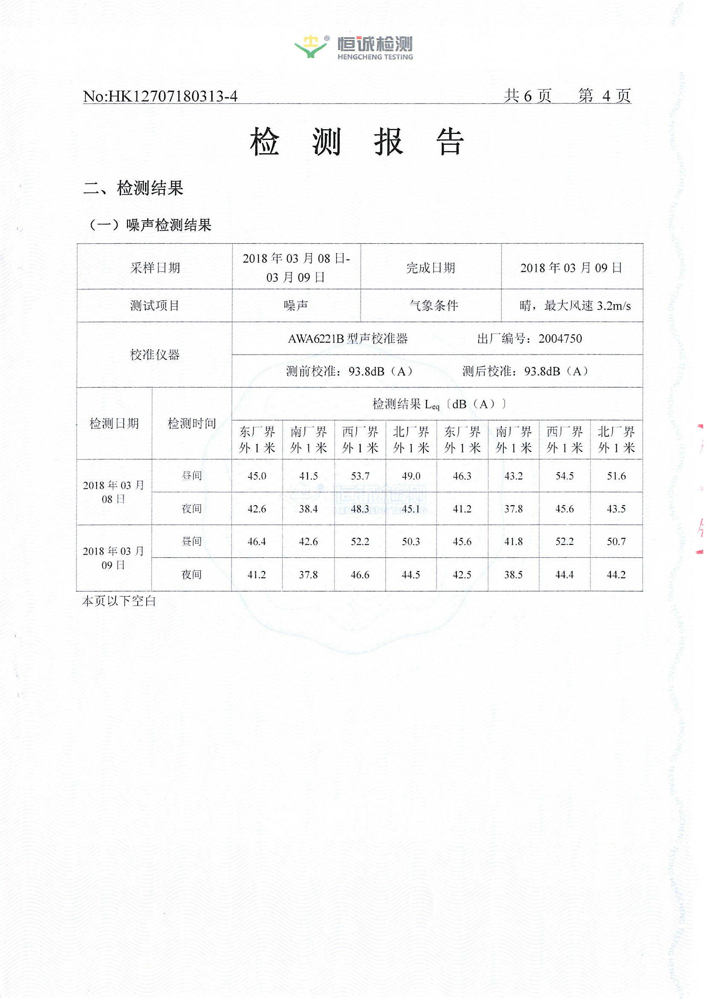 恒诚检测
HENGCHENG TESTING
No:HK12707180313-4 共 6 页 第 4 页
检 测 报 告
二、检测结果
（一）噪声检测结果
采样日期 2018 年 03 月 08 日-03 月 09 日 完成日期 2018 年 03 月 09 日
测试项目 噪声 气象条件 晴，最大风速 3.2m/s
校准仪器 AWA6221B 型声校准器 出厂编号：2004750
测前校准：93.8dB（A） 测后校准：93.8dB（A）
检测日期 检测时间 检测结果 Leq〔dB（A）〕
东厂界外 1 米 南厂界外 1 米 西厂界外 1 米 北厂界外 1 米 东厂界外 1 米 南厂界外 1 米 西厂界外 1 米 北厂界外 1 米
2018 年 03 月 08 日 昼间 45.0 41.5 53.7 49.0 46.3 43.2 54.5 51.6
夜间 42.6 38.4 48.3 45.1 41.2 37.8 45.6 43.5
2018 年 03 月 09 日 昼间 46.4 42.6 52.2 50.3 45.6 41.8 52.2 50.7
夜间 41.2 37.8 46.6 44.5 42.5 38.5 44.4 44.2
本页以下空白